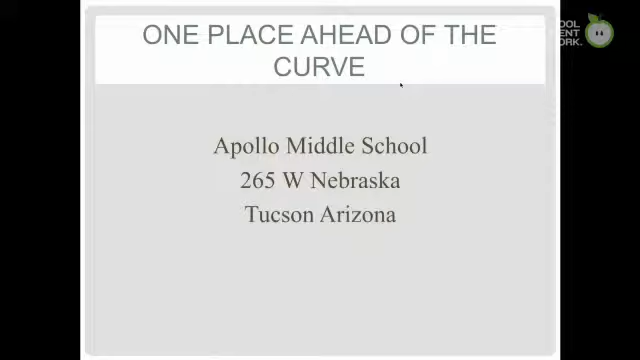 ONE PLACE AHEAD OF THE
CURVE
Apollo Middle School
265 W Nebraska
Tucson Arizona